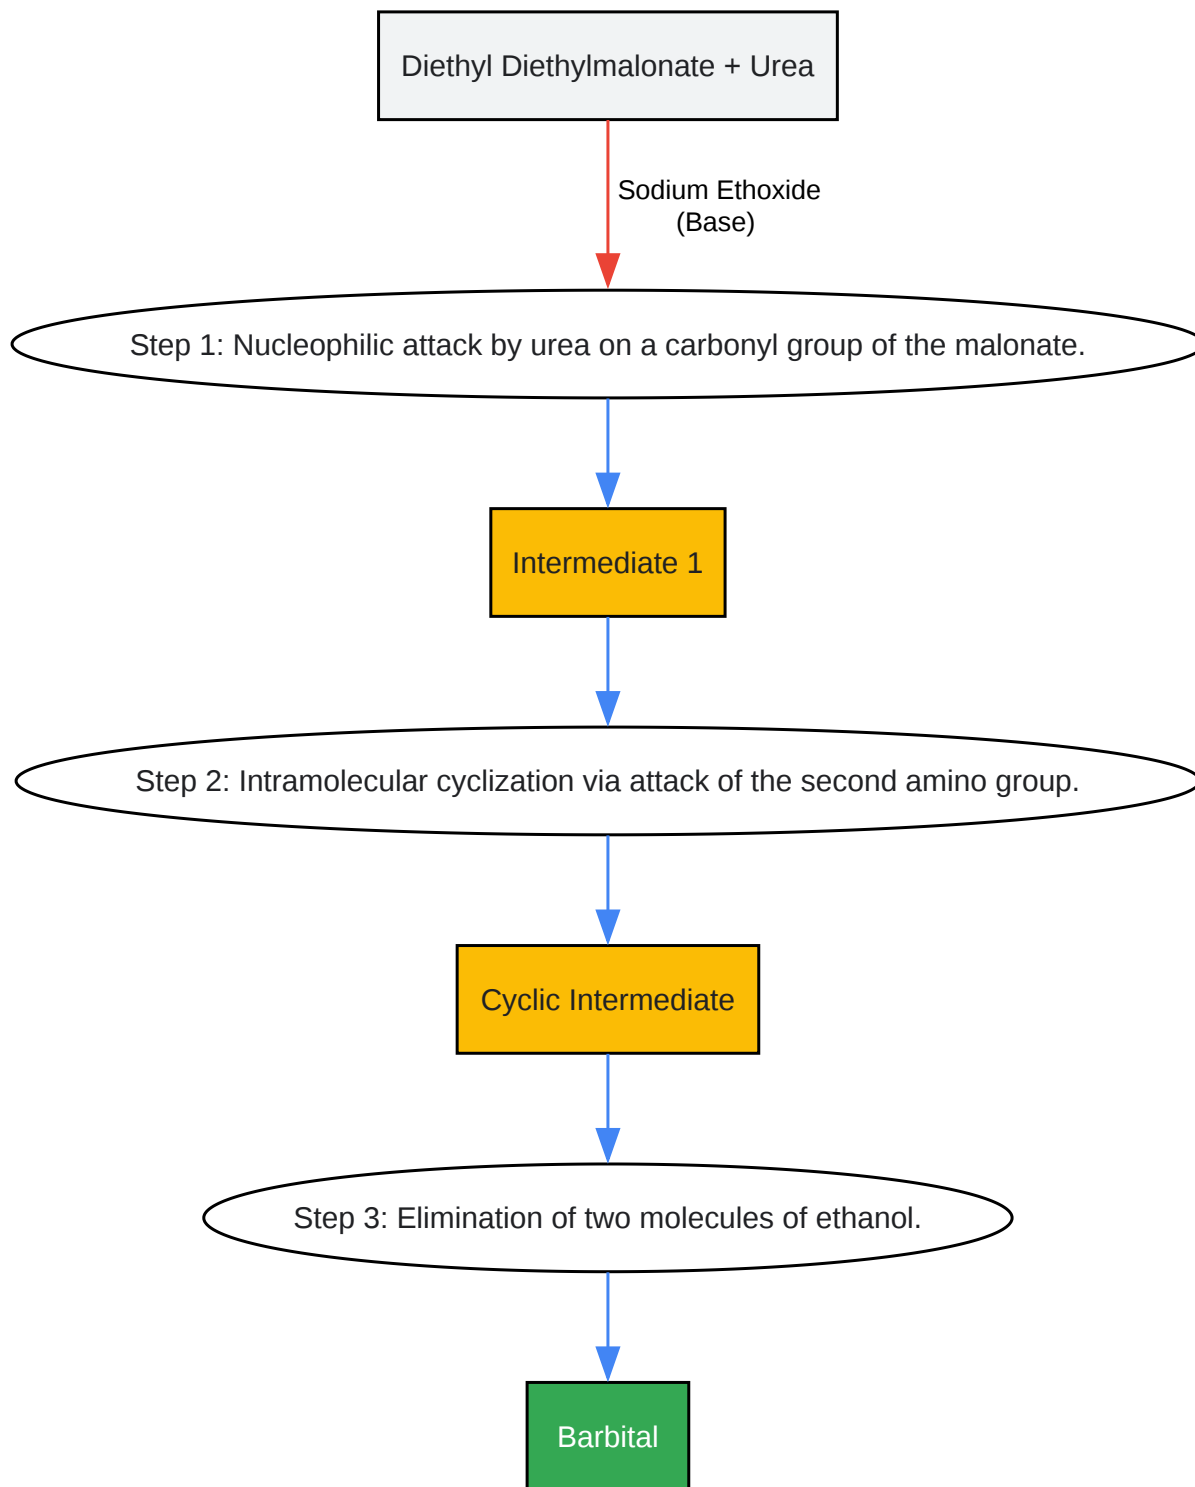 Diethyl Diethylmalonate + Urea
Sodium Ethoxide
(Base)
Step 1: Nucleophilic attack by urea on a carbonyl group of the malonate.
Intermediate 1
Step 2: Intramolecular cyclization via attack of the second amino group.
Cyclic Intermediate
Step 3: Elimination of two molecules of ethanol.
Barbital